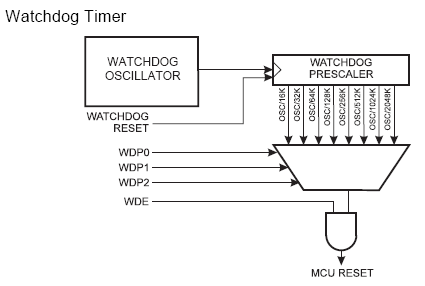 Watchdog Timer
WATCHDOG
OSCILLATOR
WATCHDOG
PRESCALER
WATCHDOG
RESET
OSC/16K
OSC/32K
OSC/64K
OSC/128K
OSC/256K
OSC/512K
OSC/1024K
OSC/2048K
WDP0
WDP1
WDP2
WDE
MCU RESET